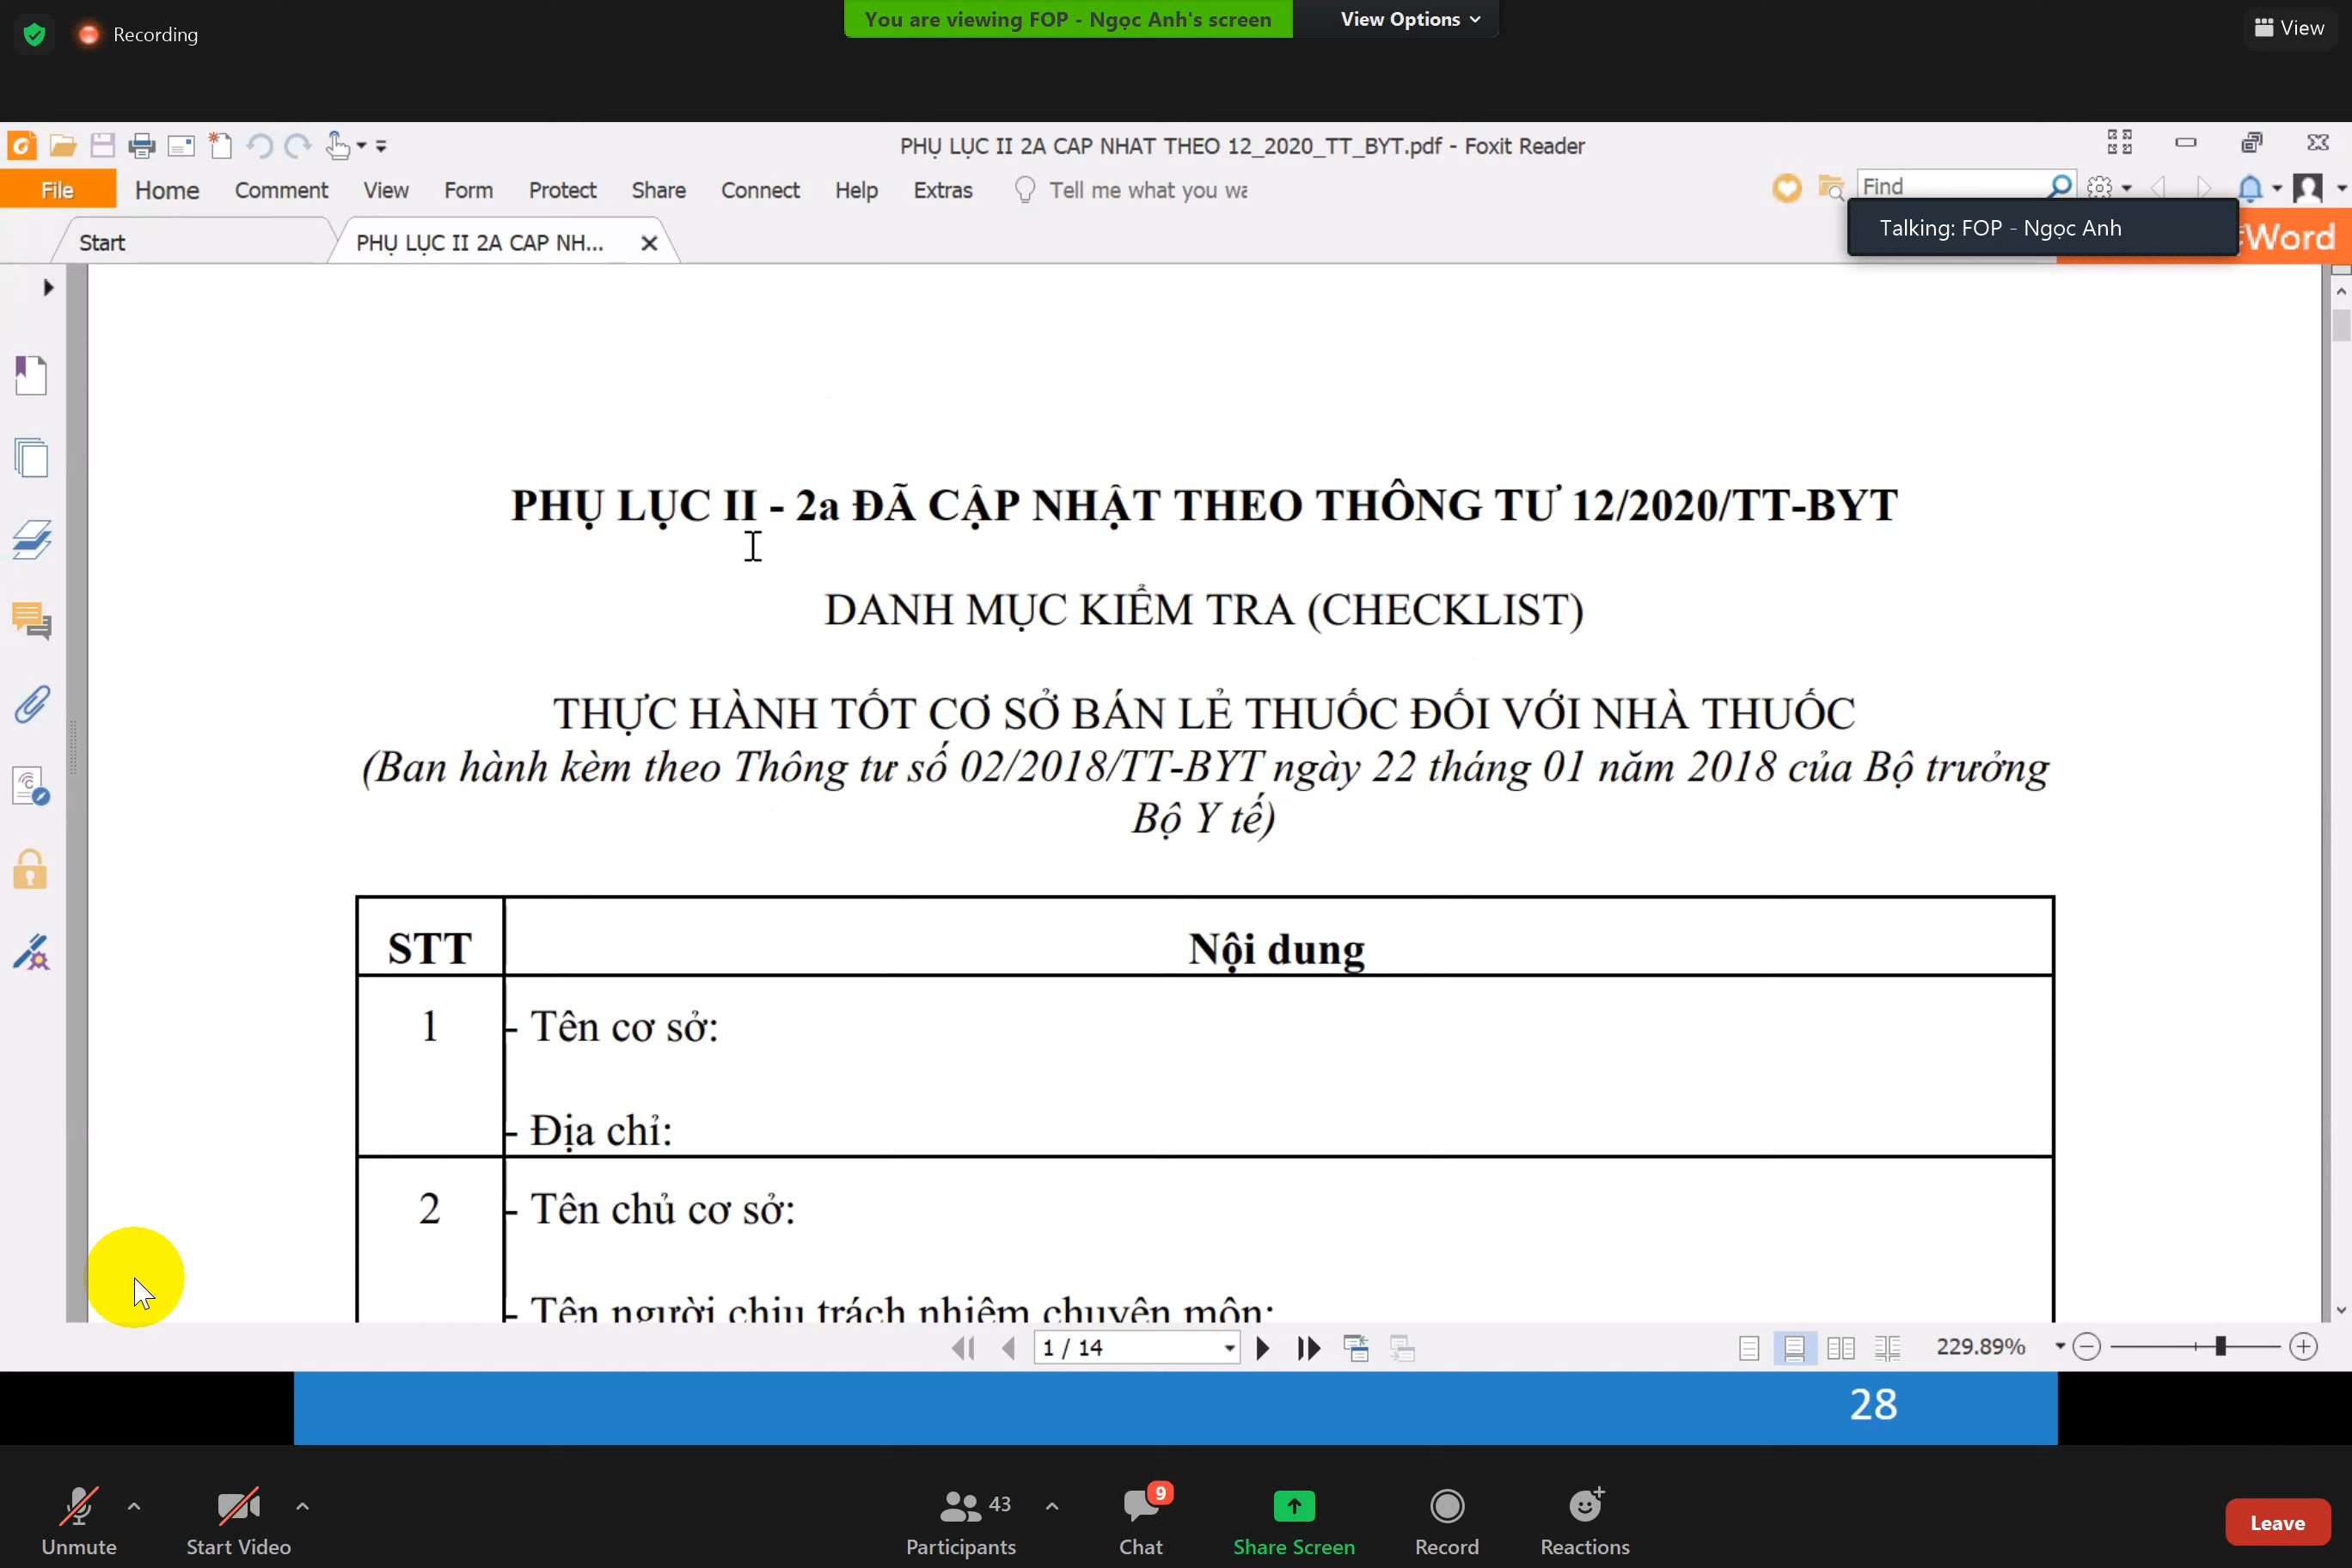 Recording
You are viewing FOP - Ngọc Anh's screen
View Options
View
PHỤ LỤC II 2A CAP NHAT THEO 12_2020_TT_BYT.pdf - Foxit Reader
File Home Comment View Form Protect Share Connect Help Extras Tell me what you wa
Find
Talking: FOP - Ngọc Anh
Word
Start
PHỤ LỤC II 2A CAP NH...
PHỤ LỤC II - 2a ĐÃ CẬP NHẬT THEO THÔNG TƯ 12/2020/TT-BYT
DANH MỤC KIỂM TRA (CHECKLIST)
THỰC HÀNH TỐT CƠ SỞ BÁN LẺ THUỐC ĐỐI VỚI NHÀ THUỐC
(Ban hành kèm theo Thông tư số 02/2018/TT-BYT ngày 22 tháng 01 năm 2018 của Bộ trưởng
Bộ Y tế)
STT Nội dung
1 - Tên cơ sở:
- Địa chỉ:
2 - Tên chủ cơ sở:
- Tên người chịu trách nhiệm chuyên môn:
1 / 14
229.89%
28
Unmute
Start Video
Participants 43
Chat 9
Share Screen
Record
Reactions
Leave